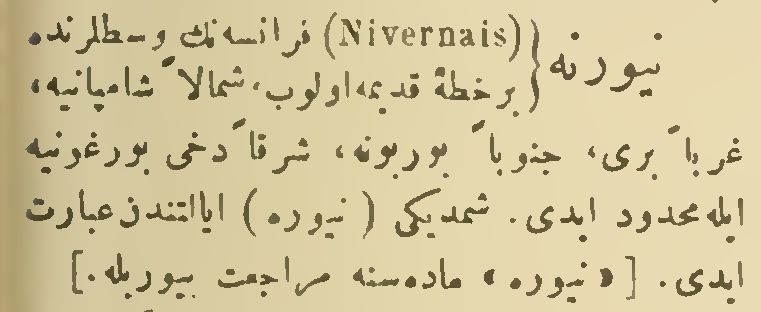 نیورنه { (Nivernais) فرانسه‌نك وسطلرنده
برخطهٔ قدیمه اولوب، شمالاً شامپانیه،
غرباً بری، جنوباً بوربونه، شرقاً دخی بورغونیه
ایله محدود ایدی. شمدیکی (نیوره) ایالتندن عبارت
ایدی. [«نیوره» ماده‌سنه مراجعت بیوریله.]